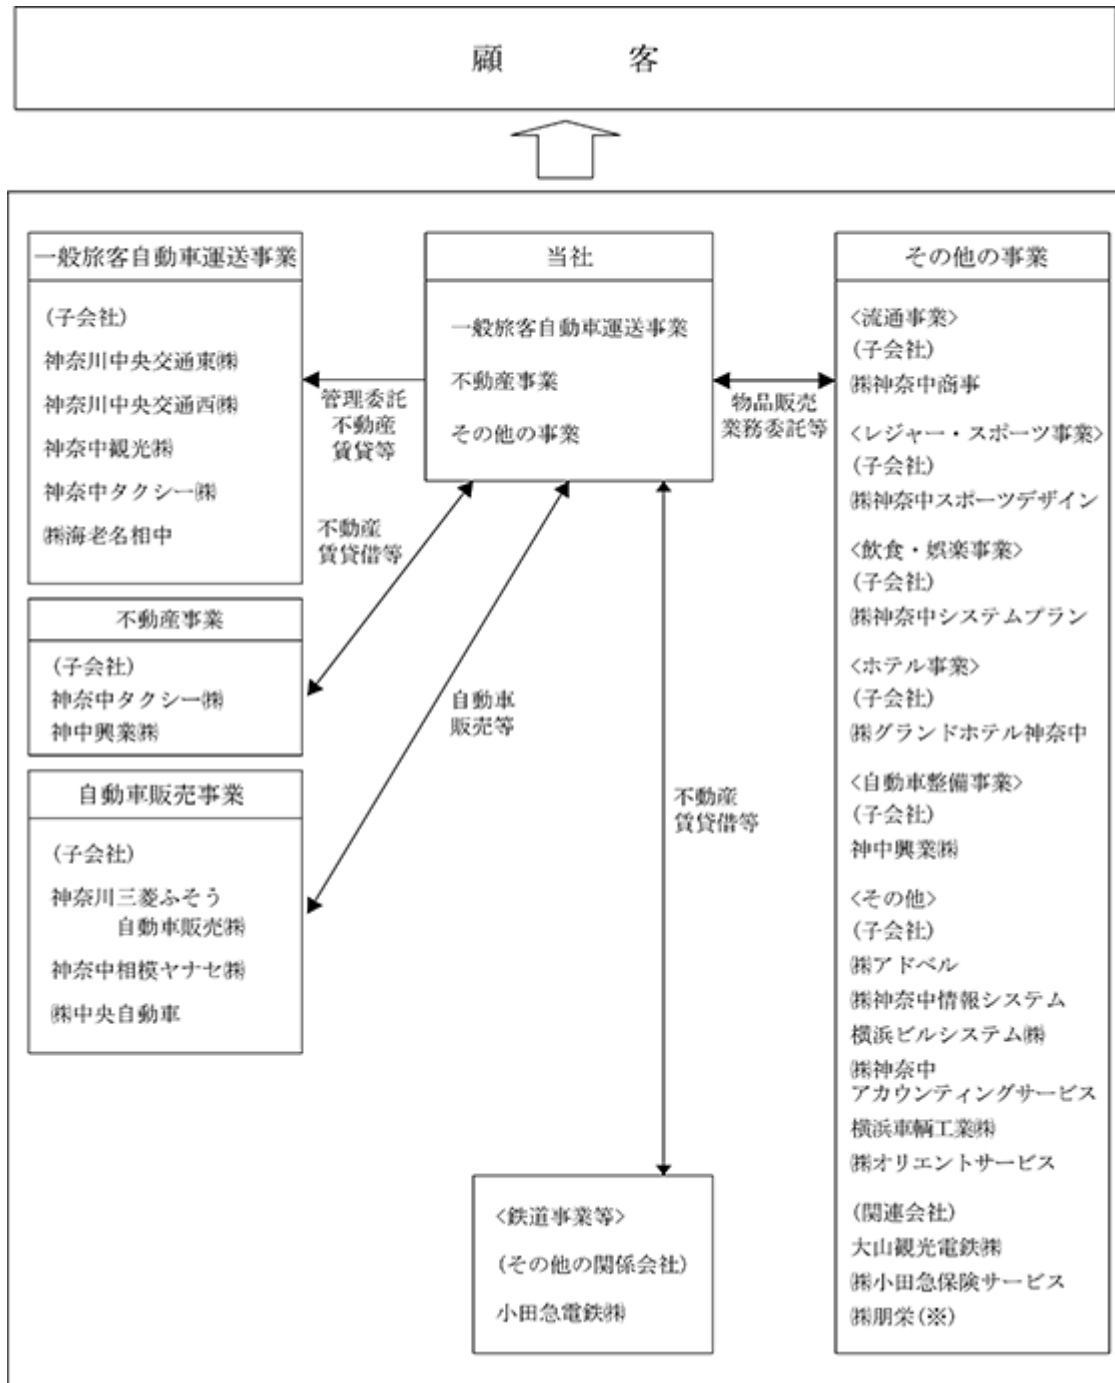 顧客
一般旅客自動車運送事業
(子会社)
神奈川中央交通東㈱
神奈川中央交通西㈱
神奈中観光㈱
神奈中タクシー㈱
㈱海老名相中
不動産事業
(子会社)
神奈中タクシー㈱
神中興業㈱
自動車販売事業
(子会社)
神奈川三菱ふそう
自動車販売㈱
神奈中相模ヤナセ㈱
㈱中央自動車
管理委託
不動産
賃貸等
不動産
賃貸借等
自動車
販売等
当社
一般旅客自動車運送事業
不動産事業
その他の事業
物品販売
業務委託等
不動産
賃貸借等
<鉄道事業等>
(その他の関係会社)
小田急電鉄㈱
その他の事業
<流通事業>
(子会社)
㈱神奈中商事
<レジャー・スポーツ事業>
(子会社)
㈱神奈中スポーツデザイン
<飲食・娯楽事業>
(子会社)
㈱神奈中システムプラン
<ホテル事業>
(子会社)
㈱グランドホテル神奈中
<自動車整備事業>
(子会社)
神中興業㈱
<その他>
(子会社)
㈱アドベル
㈱神奈中情報システム
横浜ビルシステム㈱
㈱神奈中
アカウンティングサービス
横浜車輌工業㈱
㈱オリエントサービス
(関連会社)
大山観光電鉄㈱
㈱小田急保険サービス
㈱朋栄(※)